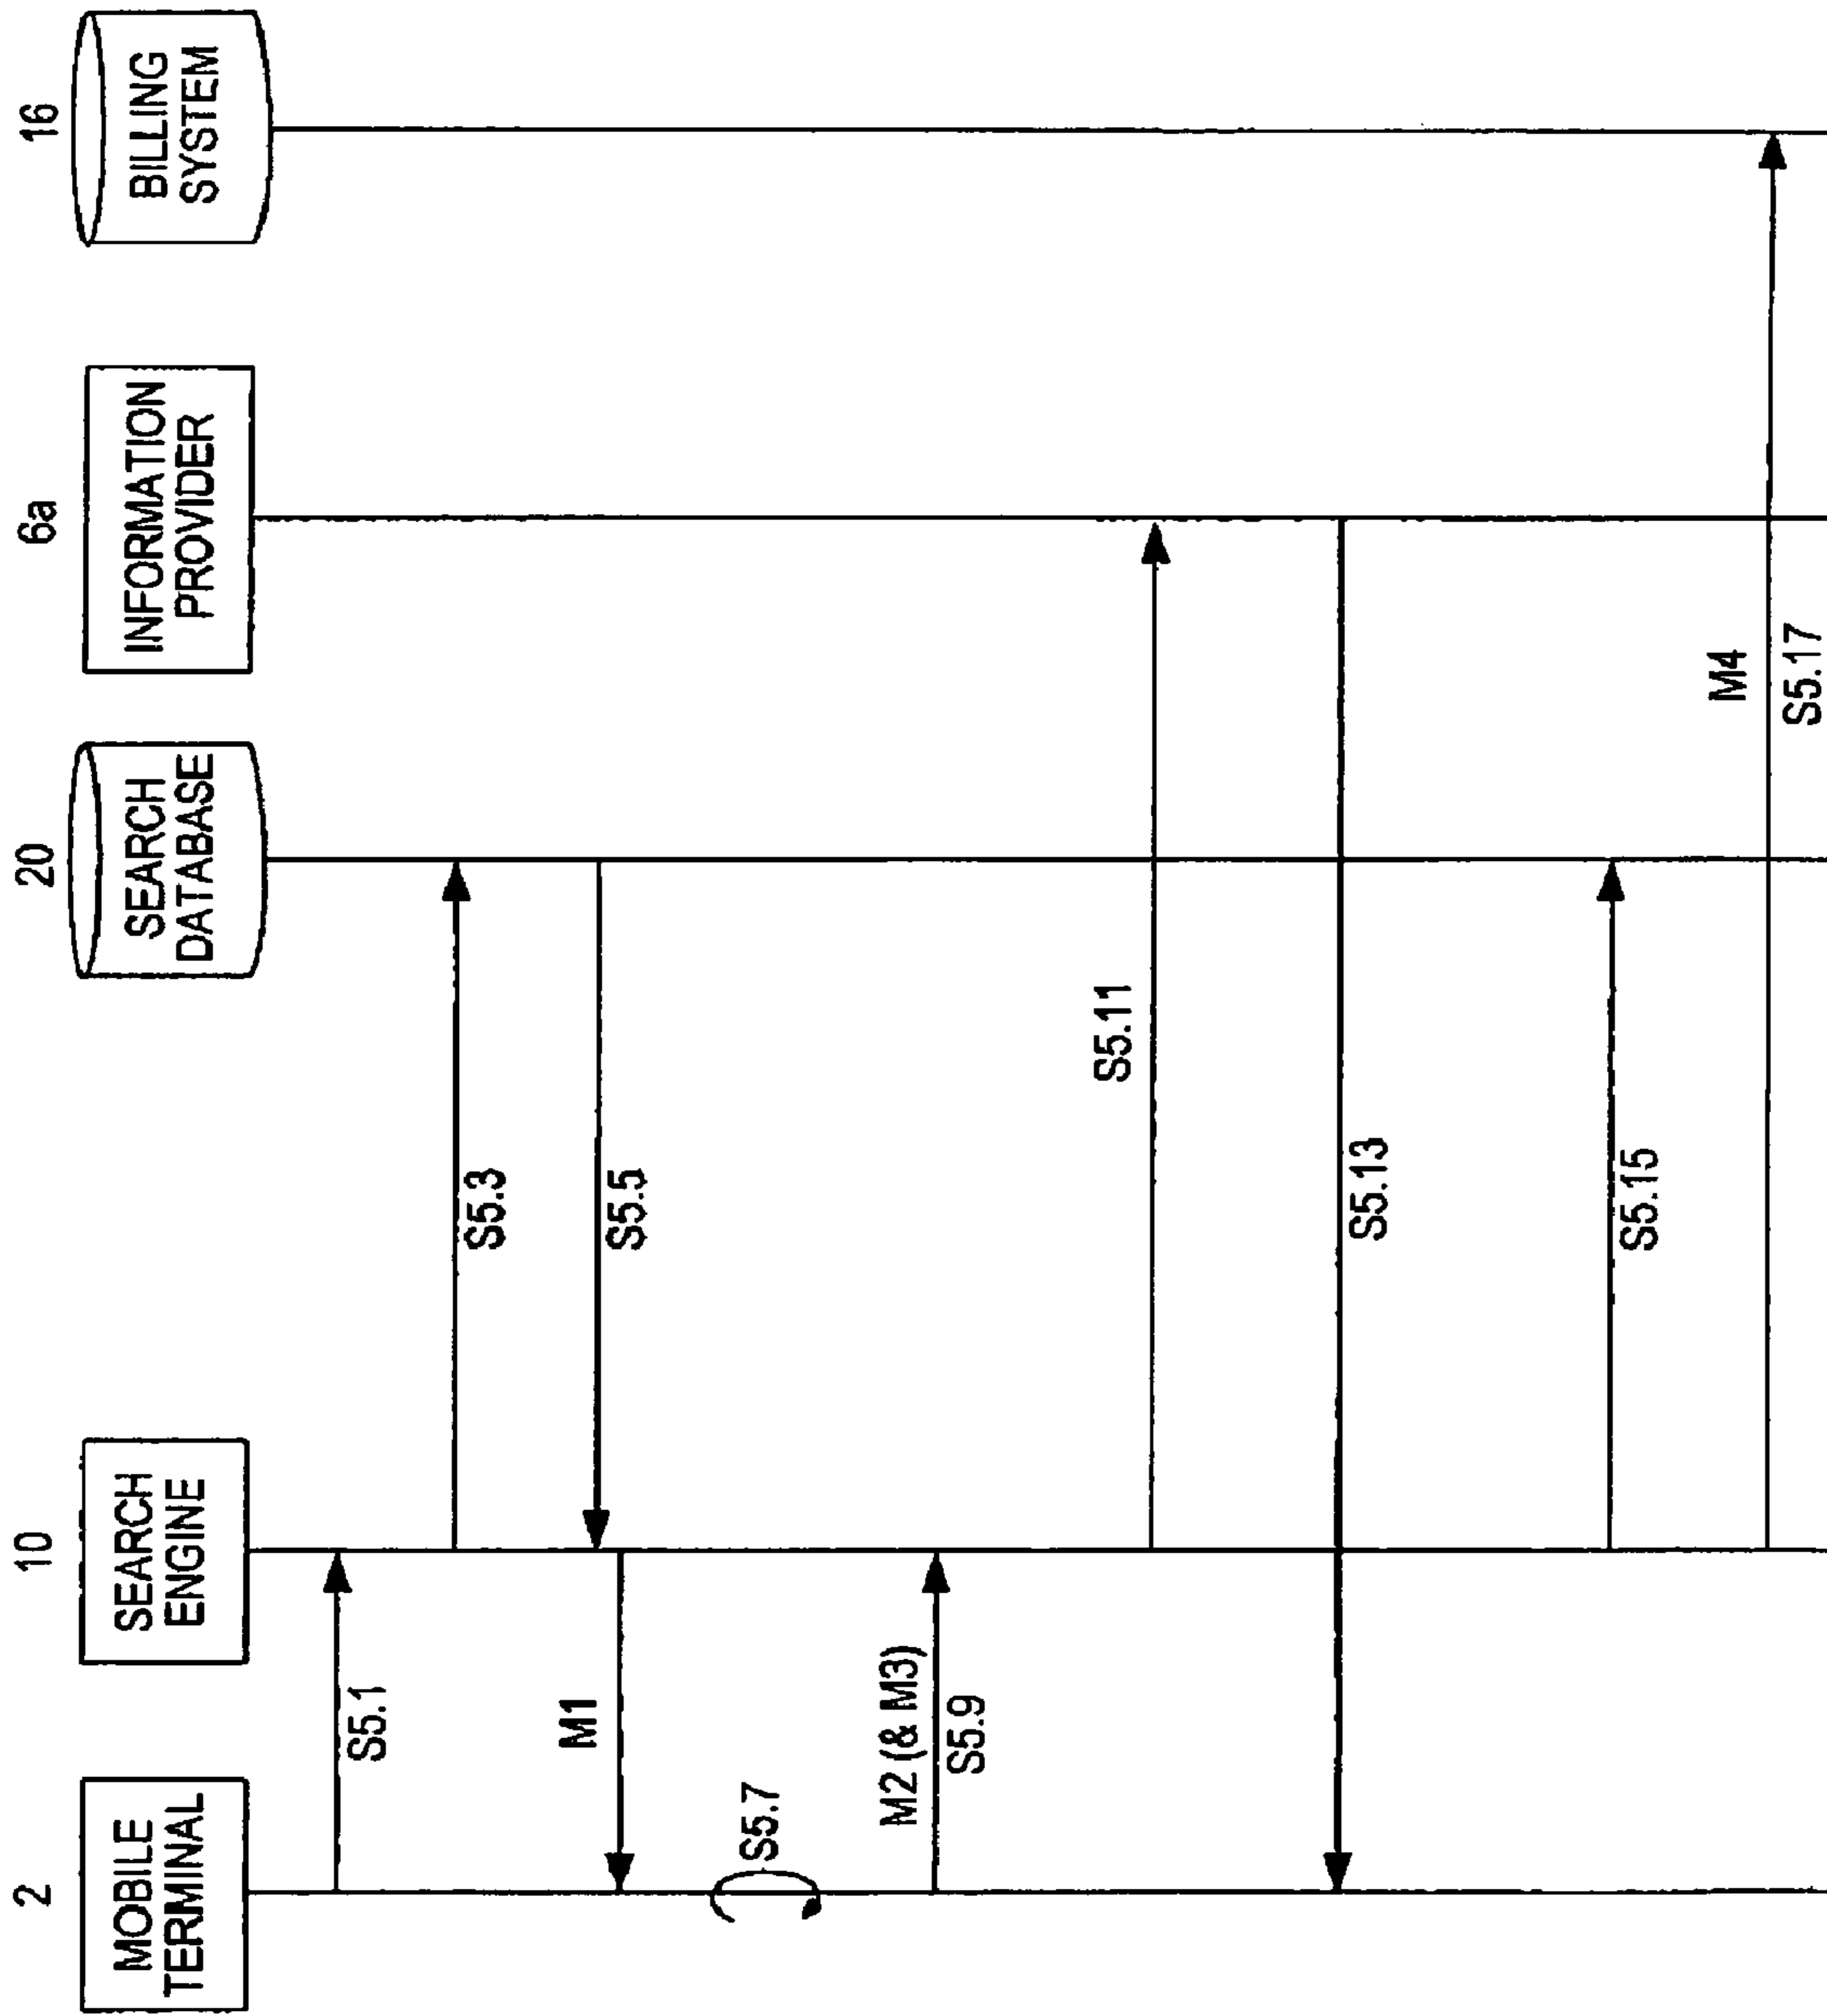 2
MOBILE
TERMINAL
10
SEARCH
ENGINE
20
SEARCH
DATABASE
6a
INFORMATION
PROVIDER
16
BILLING
SYSTEM
S5.1
S5.3
S5.5
M1
S5.7
M2 (& M3)
S5.9
S5.11
S5.13
S5.15
M4
S5.17